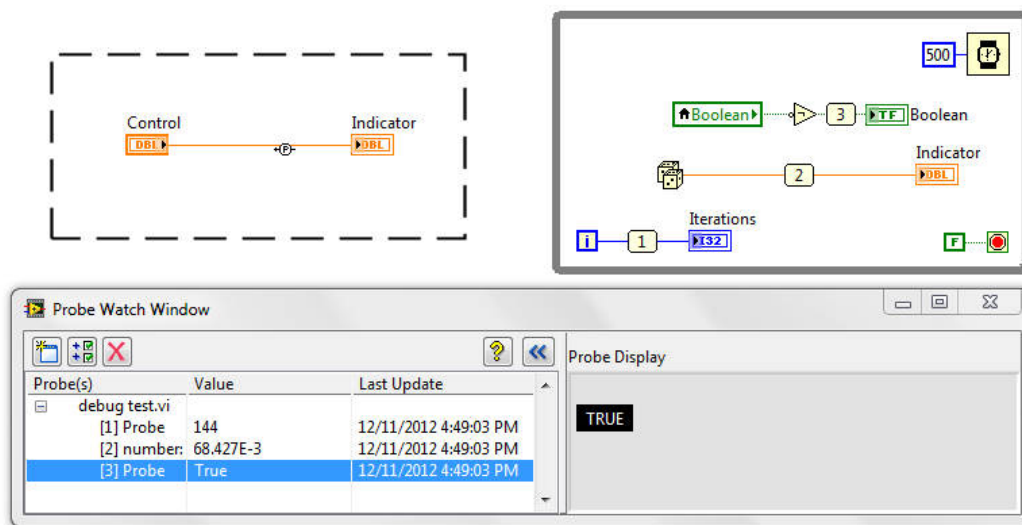 Control
DBL
P
Indicator
DBL
500
Boolean
3
TF
Boolean
2
Indicator
DBL
Iterations
i
1
I32
F
Probe Watch Window
Probe Display
Probe(s) Value Last Update
debug test.vi
[1] Probe 144 12/11/2012 4:49:03 PM
[2] number: 68.427E-3 12/11/2012 4:49:03 PM
[3] Probe True 12/11/2012 4:49:03 PM
TRUE